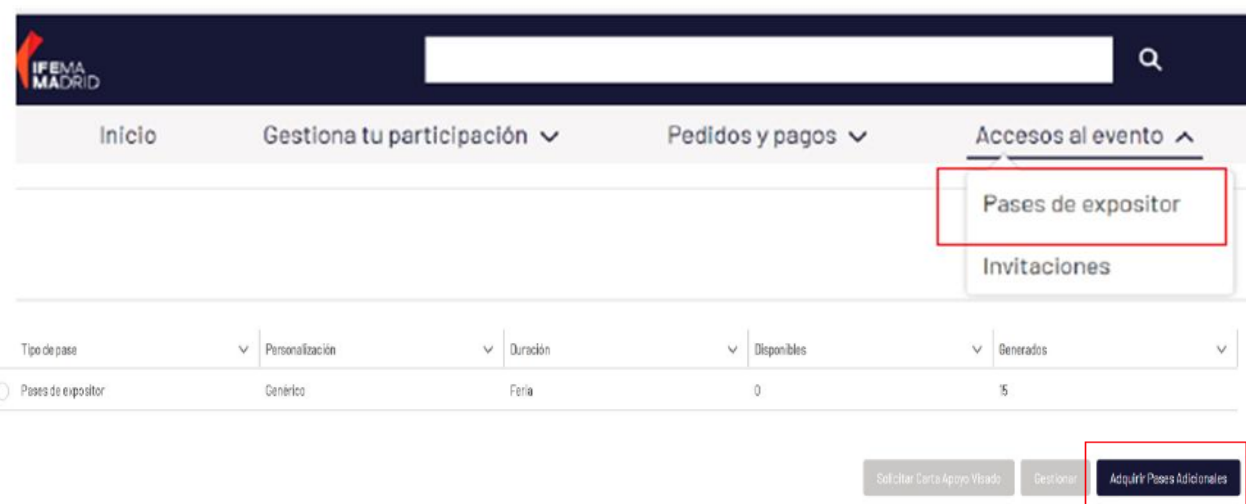 IFEMA
MADRID
Inicio Gestiona tu participación Pedidos y pagos Accesos al evento
Pases de expositor
Invitaciones
Tipo de pase Personalización Duración Disponibles Generados
Pases de expositor Genérico Feria 0 15
Solicitar Carta Apoyo Visado Gestionar Adquirir Pases Adicionales